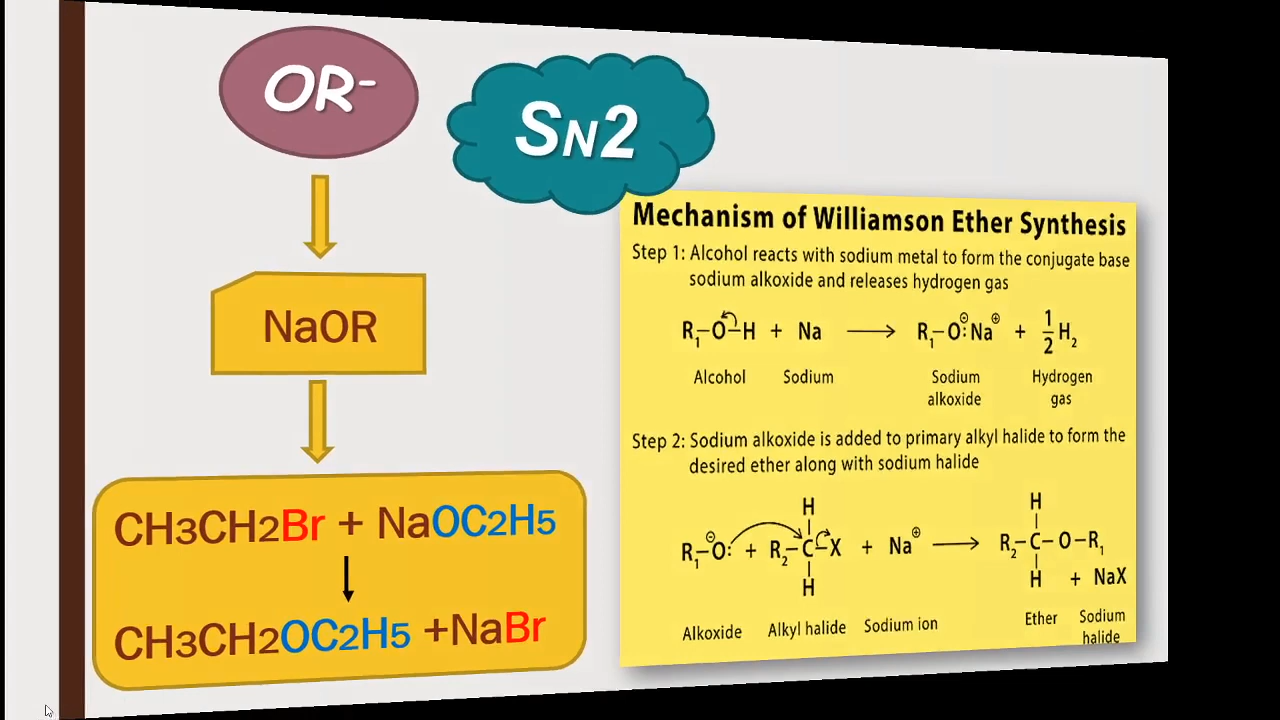 OR⁻
SN2
NaOR
CH3CH2Br + NaOC2H5
CH3CH2OC2H5 +NaBr
Mechanism of Williamson Ether Synthesis
Step 1: Alcohol reacts with sodium metal to form the conjugate base
sodium alkoxide and releases hydrogen gas
R₁–O–H + Na ⟶ R₁–O:⊖ Na⊕ + 1/2 H₂
Alcohol Sodium Sodium alkoxide Hydrogen gas
Step 2: Sodium alkoxide is added to primary alkyl halide to form the
desired ether along with sodium halide
H H
R₁–O:⊖ + R₂–C–X + Na⊕ ⟶ R₂–C–O–R₁
H H + NaX
Alkoxide Alkyl halide Sodium ion Ether Sodium halide